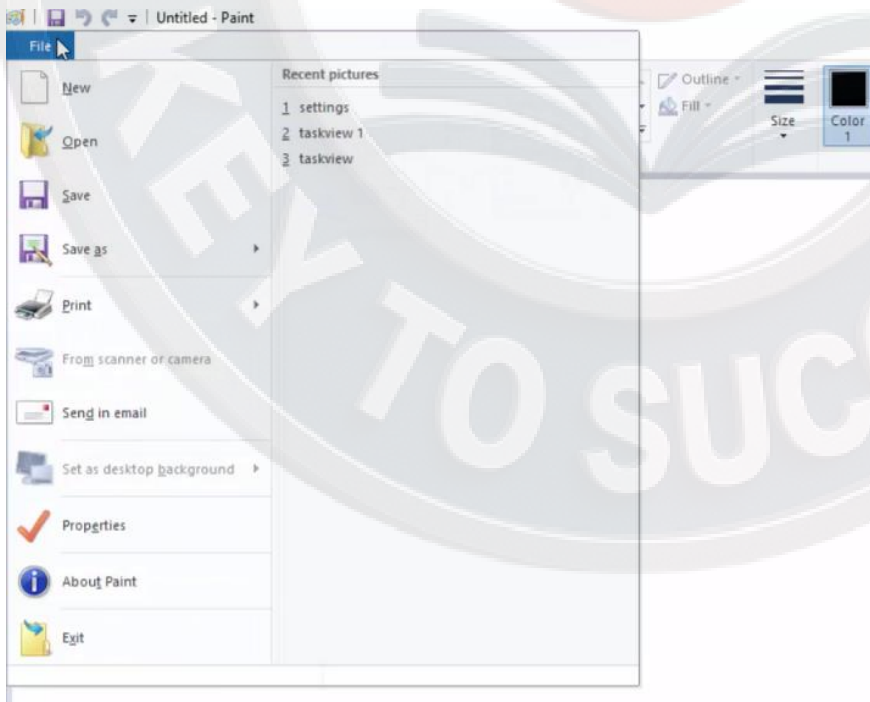 Untitled - Paint
File
New
Open
Save
Save as
Print
From scanner or camera
Send in email
Set as desktop background
Properties
About Paint
Exit
Recent pictures
1 settings
2 taskview 1
3 taskview
Outline
Fill
Size
Color
1
KEY TO SUC